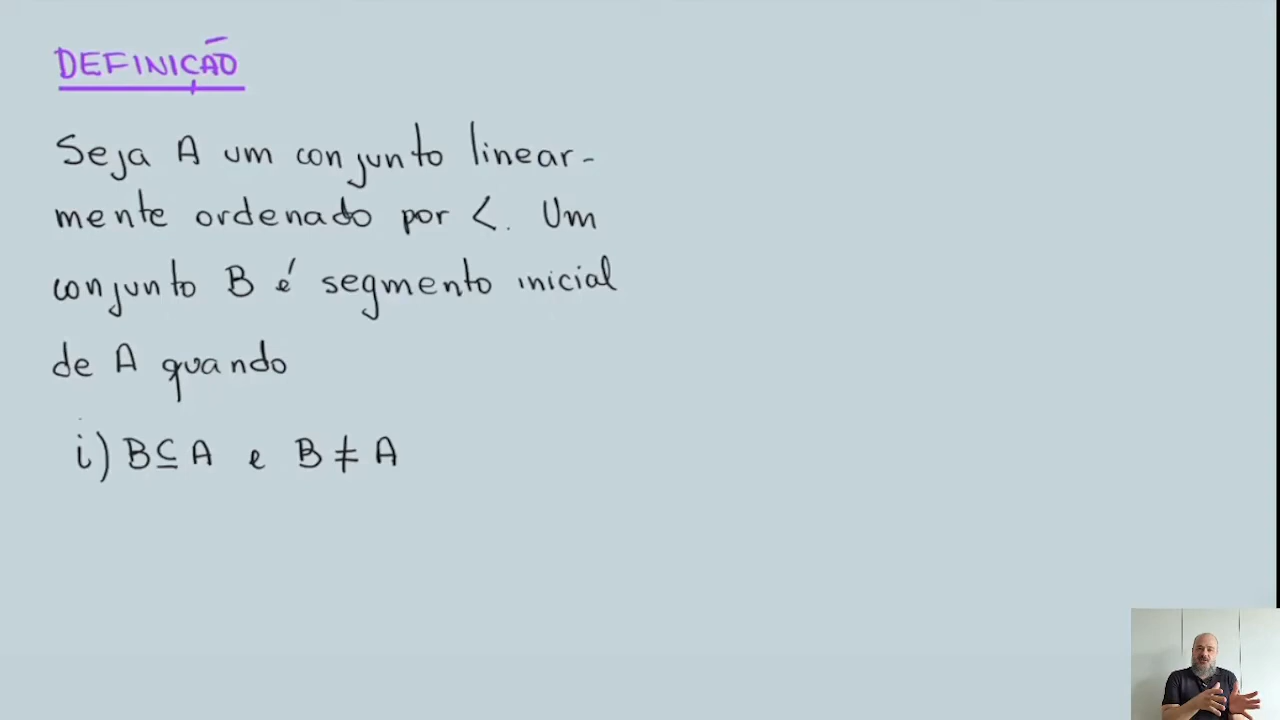 DEFINIÇÃO
Seja A um conjunto linear-
mente ordenado por <. Um
conjunto B é segmento inicial
de A quando
i) B ⊆ A e B ≠ A